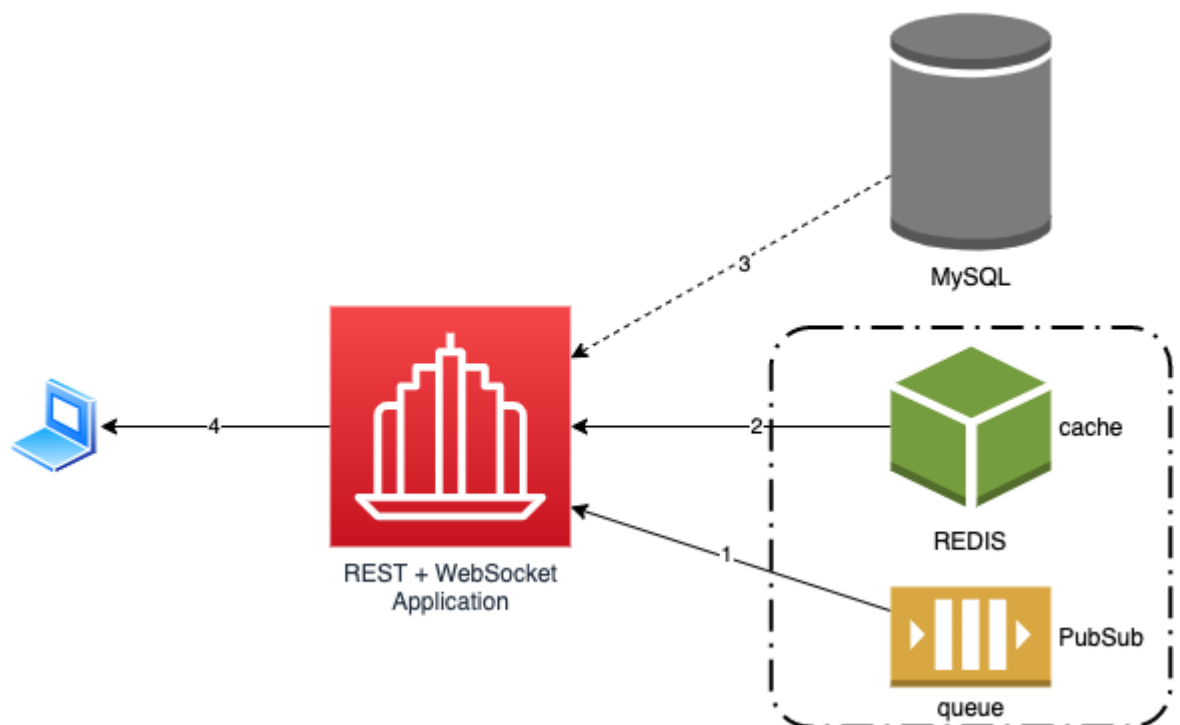 MySQL
3
4
2
cache
REDIS
1
REST + WebSocket
Application
PubSub
queue